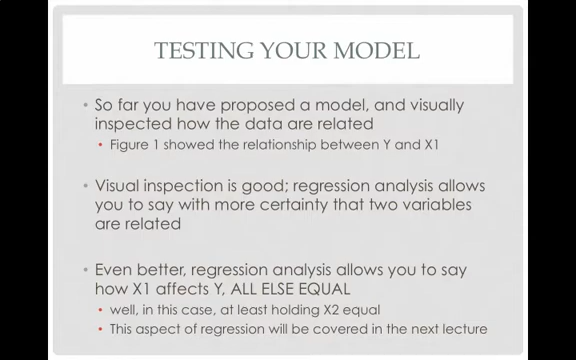 TESTING YOUR MODEL
• So far you have proposed a model, and visually
inspected how the data are related
• Figure 1 showed the relationship between Y and X1
• Visual inspection is good; regression analysis allows
you to say with more certainty that two variables
are related
• Even better, regression analysis allows you to say
how X1 affects Y, ALL ELSE EQUAL
• well, in this case, at least holding X2 equal
• This aspect of regression will be covered in the next lecture